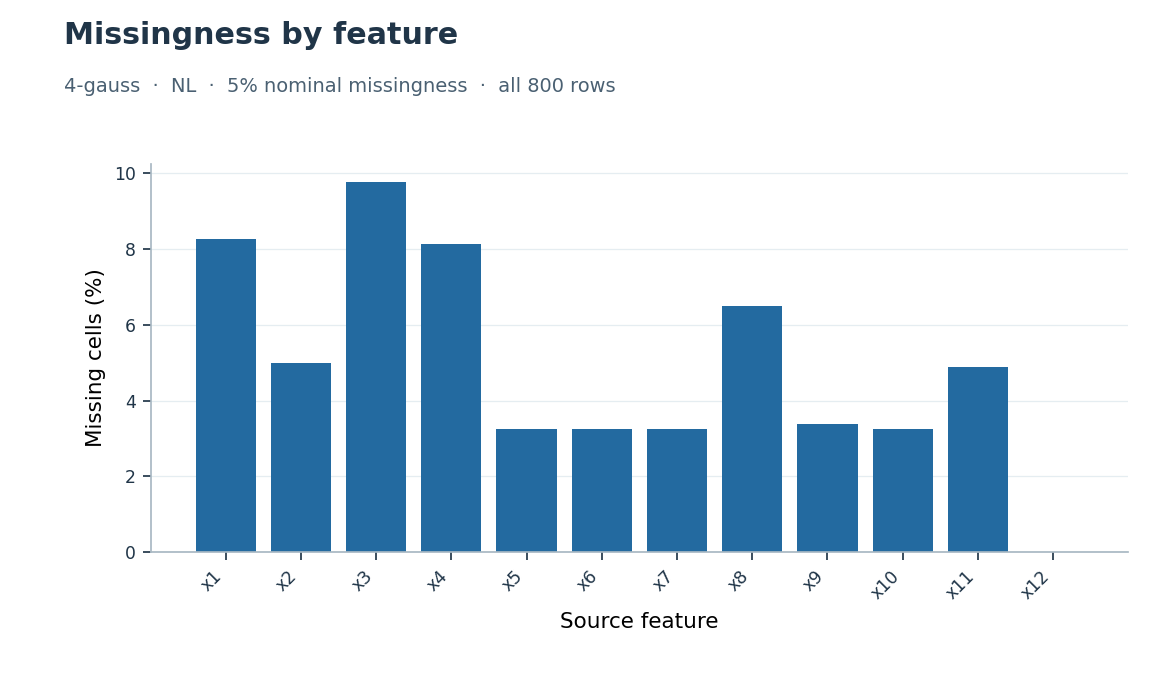 Missingness by feature
4-gauss · NL · 5% nominal missingness · all 800 rows
10
8
6
4
2
0
Missing cells (%)
x1 x2 x3 x4 x5 x6 x7 x8 x9 x10 x11 x12
Source feature